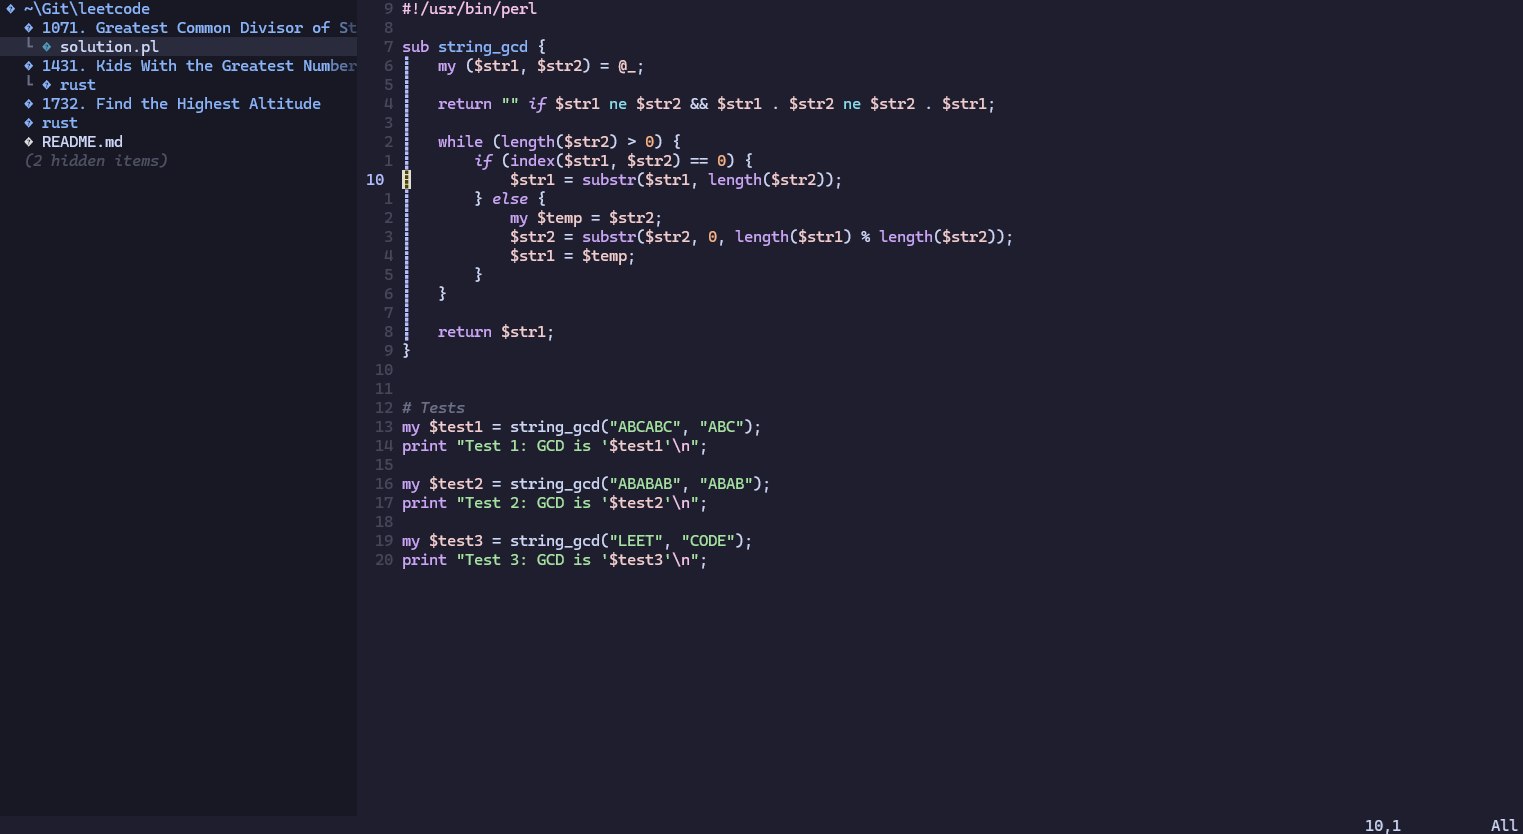 ~\Git\leetcode
1071. Greatest Common Divisor of St
solution.pl
1431. Kids With the Greatest Number
rust
1732. Find the Highest Altitude
rust
README.md
(2 hidden items)
9 #!/usr/bin/perl
8
7 sub string_gcd {
6     my ($str1, $str2) = @_;
5
4     return "" if $str1 ne $str2 && $str1 . $str2 ne $str2 . $str1;
3
2     while (length($str2) > 0) {
1         if (index($str1, $str2) == 0) {
10             $str1 = substr($str1, length($str2));
1         } else {
2             my $temp = $str2;
3             $str2 = substr($str2, 0, length($str1) % length($str2));
4             $str1 = $temp;
5         }
6     }
7
8     return $str1;
9 }
10
11
12 # Tests
13 my $test1 = string_gcd("ABCABC", "ABC");
14 print "Test 1: GCD is '$test1'\n";
15
16 my $test2 = string_gcd("ABABAB", "ABAB");
17 print "Test 2: GCD is '$test2'\n";
18
19 my $test3 = string_gcd("LEET", "CODE");
20 print "Test 3: GCD is '$test3'\n";
10,1 All